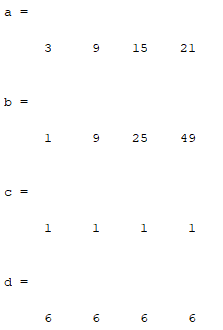 a =
3 9 15 21
b =
1 9 25 49
c =
1 1 1 1
d =
6 6 6 6